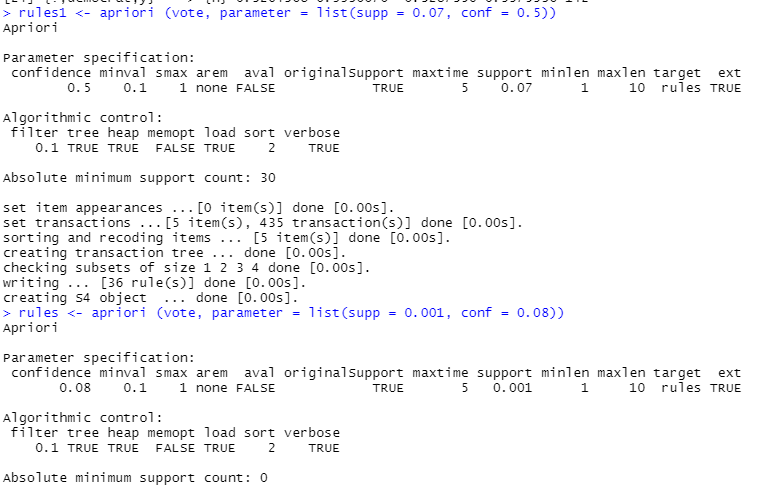 > rules1 <- apriori (vote, parameter = list(supp = 0.07, conf = 0.5))
Apriori

Parameter specification:
 confidence minval smax arem  aval originalSupport maxtime support minlen maxlen target  ext
        0.5    0.1    1 none FALSE            TRUE       5    0.07      1     10  rules TRUE

Algorithmic control:
 filter tree heap memopt load sort verbose
    0.1 TRUE TRUE  FALSE TRUE    2    TRUE

Absolute minimum support count: 30

set item appearances ...[0 item(s)] done [0.00s].
set transactions ...[5 item(s), 435 transaction(s)] done [0.00s].
sorting and recoding items ... [5 item(s)] done [0.00s].
creating transaction tree ... done [0.00s].
checking subsets of size 1 2 3 4 done [0.00s].
writing ... [36 rule(s)] done [0.00s].
creating S4 object  ... done [0.00s].
> rules <- apriori (vote, parameter = list(supp = 0.001, conf = 0.08))
Apriori

Parameter specification:
 confidence minval smax arem  aval originalSupport maxtime support minlen maxlen target  ext
       0.08    0.1    1 none FALSE            TRUE       5   0.001      1     10  rules TRUE

Algorithmic control:
 filter tree heap memopt load sort verbose
    0.1 TRUE TRUE  FALSE TRUE    2    TRUE

Absolute minimum support count: 0